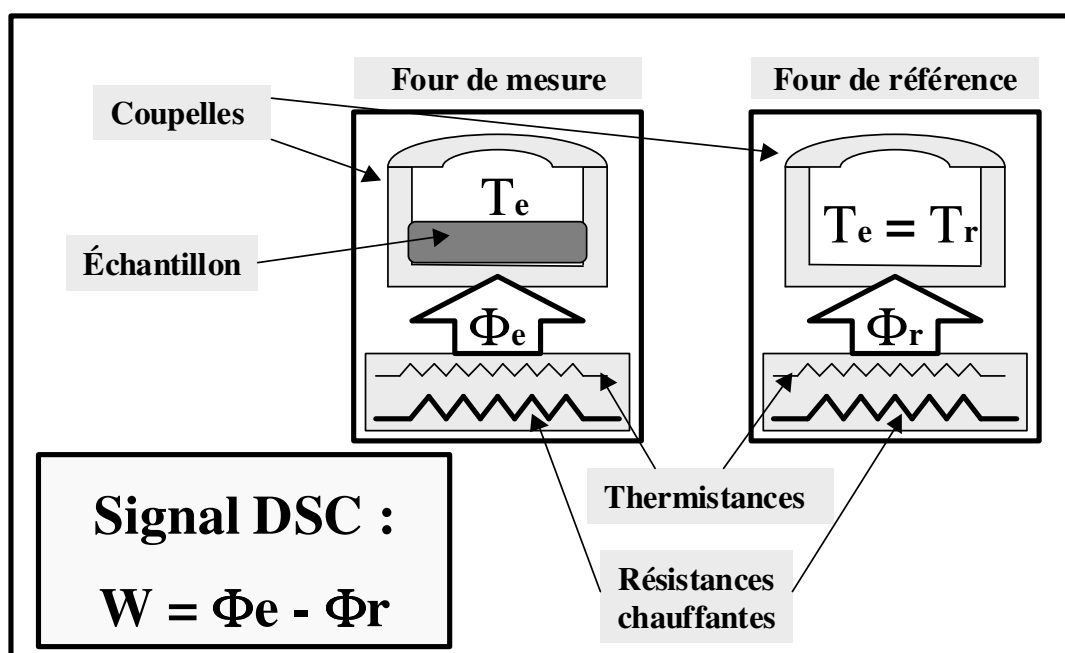 Four de mesure
Four de référence
Coupelles
Te
Te = Tr
Échantillon
Φe
Φr
Thermistances
Signal DSC :
W = Φe - Φr
Résistances
chauffantes